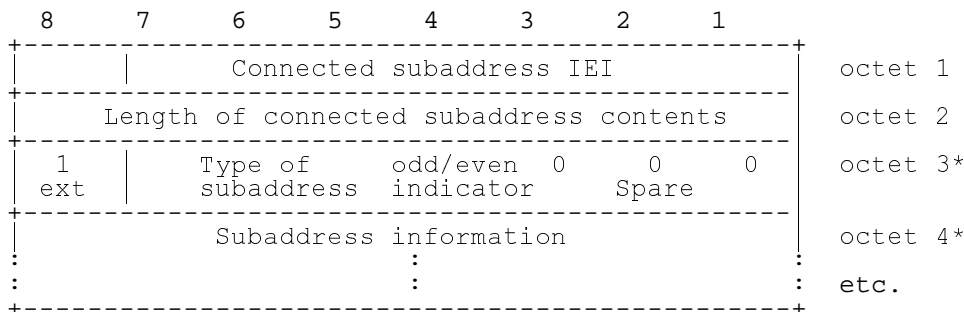 8 7 6 5 4 3 2 1
Connected subaddress IEI octet 1
Length of connected subaddress contents octet 2
1 Type of odd/even 0 0 0 octet 3*
ext subaddress indicator Spare
Subaddress information octet 4*
: : :
: : : etc.